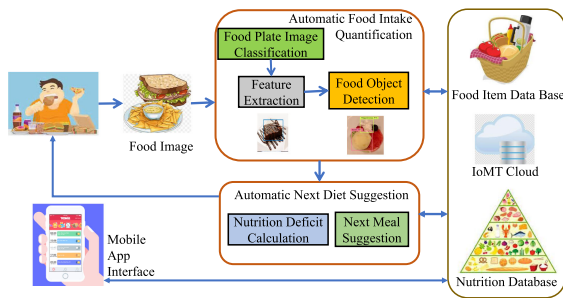 Automatic Food Intake
Quantification
Food Plate Image
Classification
Feature
Extraction
Food Object
Detection
Food Image
Food Item Data Base
IoMT Cloud
Automatic Next Diet Suggestion
Nutrition Deficit
Calculation
Next Meal
Suggestion
Mobile
App
Interface
Nutrition Database